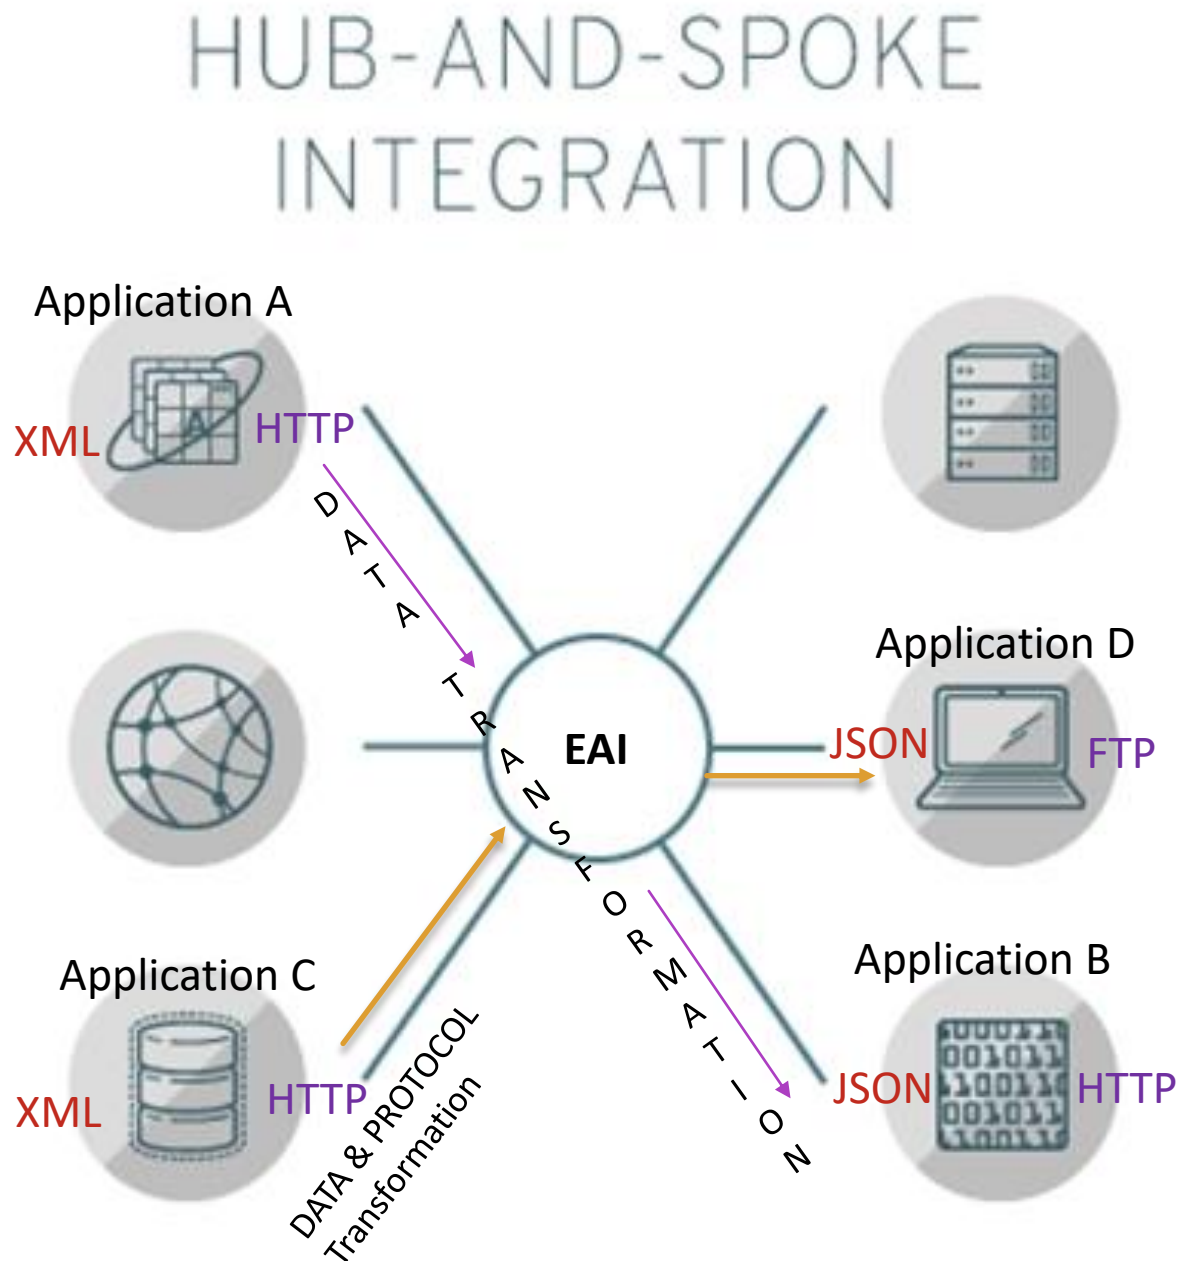 HUB-AND-SPOKE
INTEGRATION
Application A
XML
HTTP
DATA TRANSFORMATION
EAI
Application D
JSON
FTP
Application C
XML
HTTP
DATA & PROTOCOL
Transformation
Application B
JSON
HTTP
A